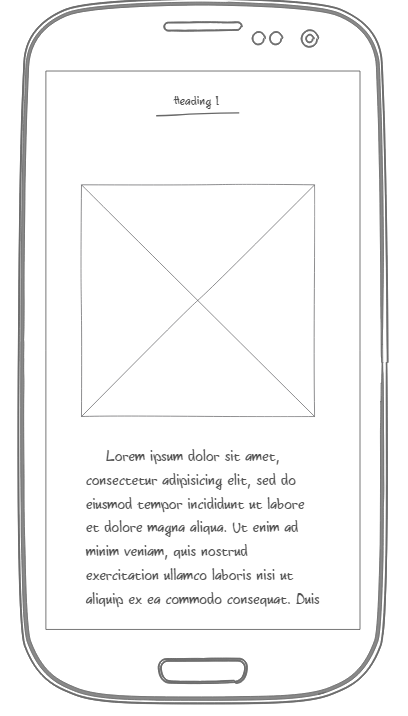 Heading 1
Lorem ipsum dolor sit amet,
consectetur adipisicing elit, sed do
eiusmod tempor incididunt ut labore
et dolore magna aliqua. Ut enim ad
minim veniam, quis nostrud
exercitation ullamco laboris nisi ut
aliquip ex ea commodo consequat. Duis